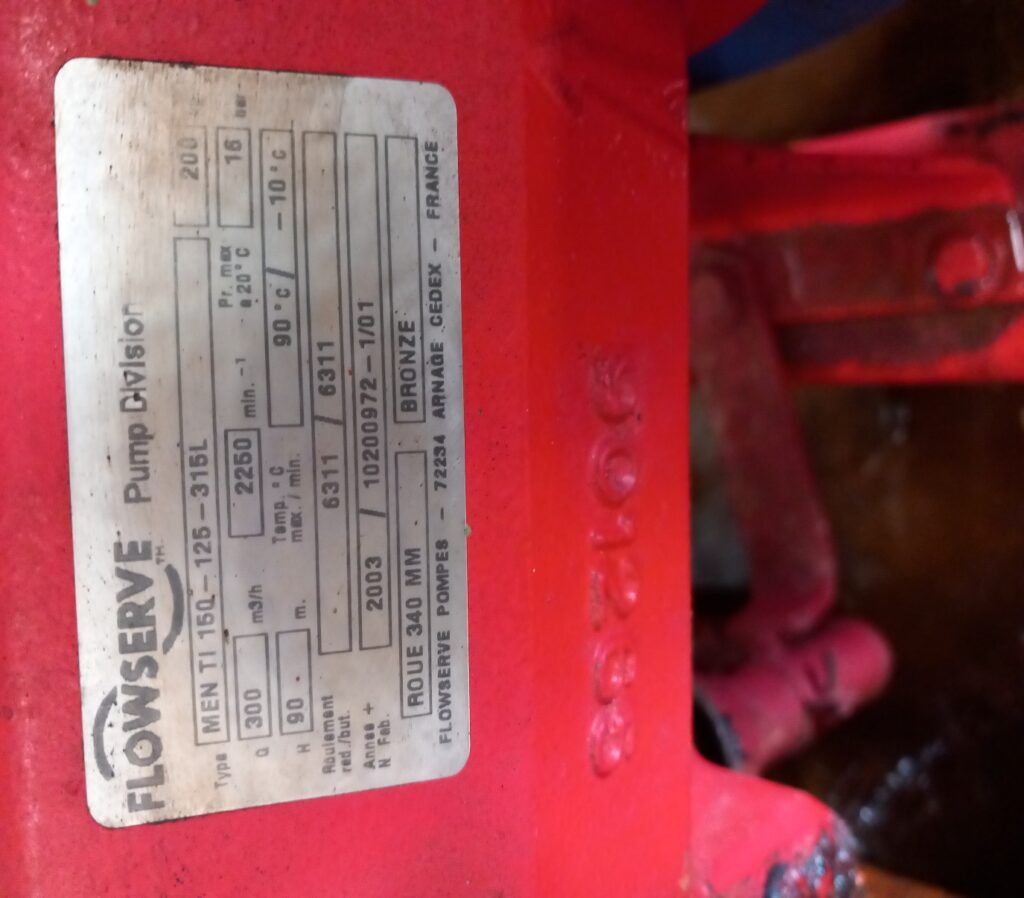 FLOWSERVE™ Pump Division
Type MEN TI 150-125-315L 200
Q 300 m3/h 2250 min.-1 Pr. max a 20°C 16 bar
H 90 m. Temp. °C max./min. 90°C / -10°C
Roulement red./but. 6311 / 6311
Annee + N Fab. 2003 / 10200972-1/01
ROUE 340 MM BRONZE
FLOWSERVE POMPES - 72234 ARNAGE CEDEX - FRANCE